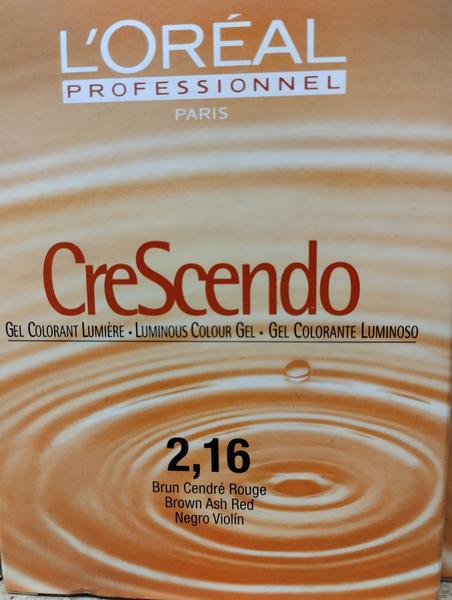 L'ORÉAL
PROFESSIONNEL
PARIS
CreScendo
GEL COLORANT LUMIÈRE • LUMINOUS COLOUR GEL • GEL COLORANTE LUMINOSO
2,16
Brun Cendré Rouge
Brown Ash Red
Negro Violín